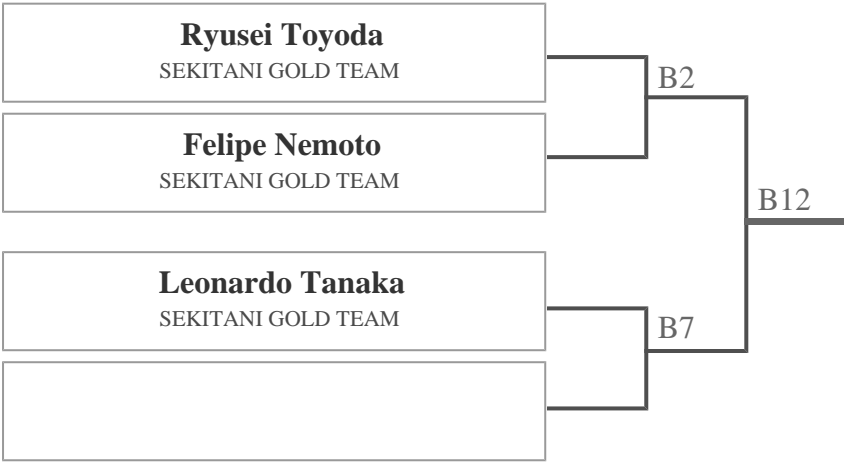 Ryusei Toyoda
SEKITANI GOLD TEAM
B2
Felipe Nemoto
SEKITANI GOLD TEAM
B12
Leonardo Tanaka
SEKITANI GOLD TEAM
B7